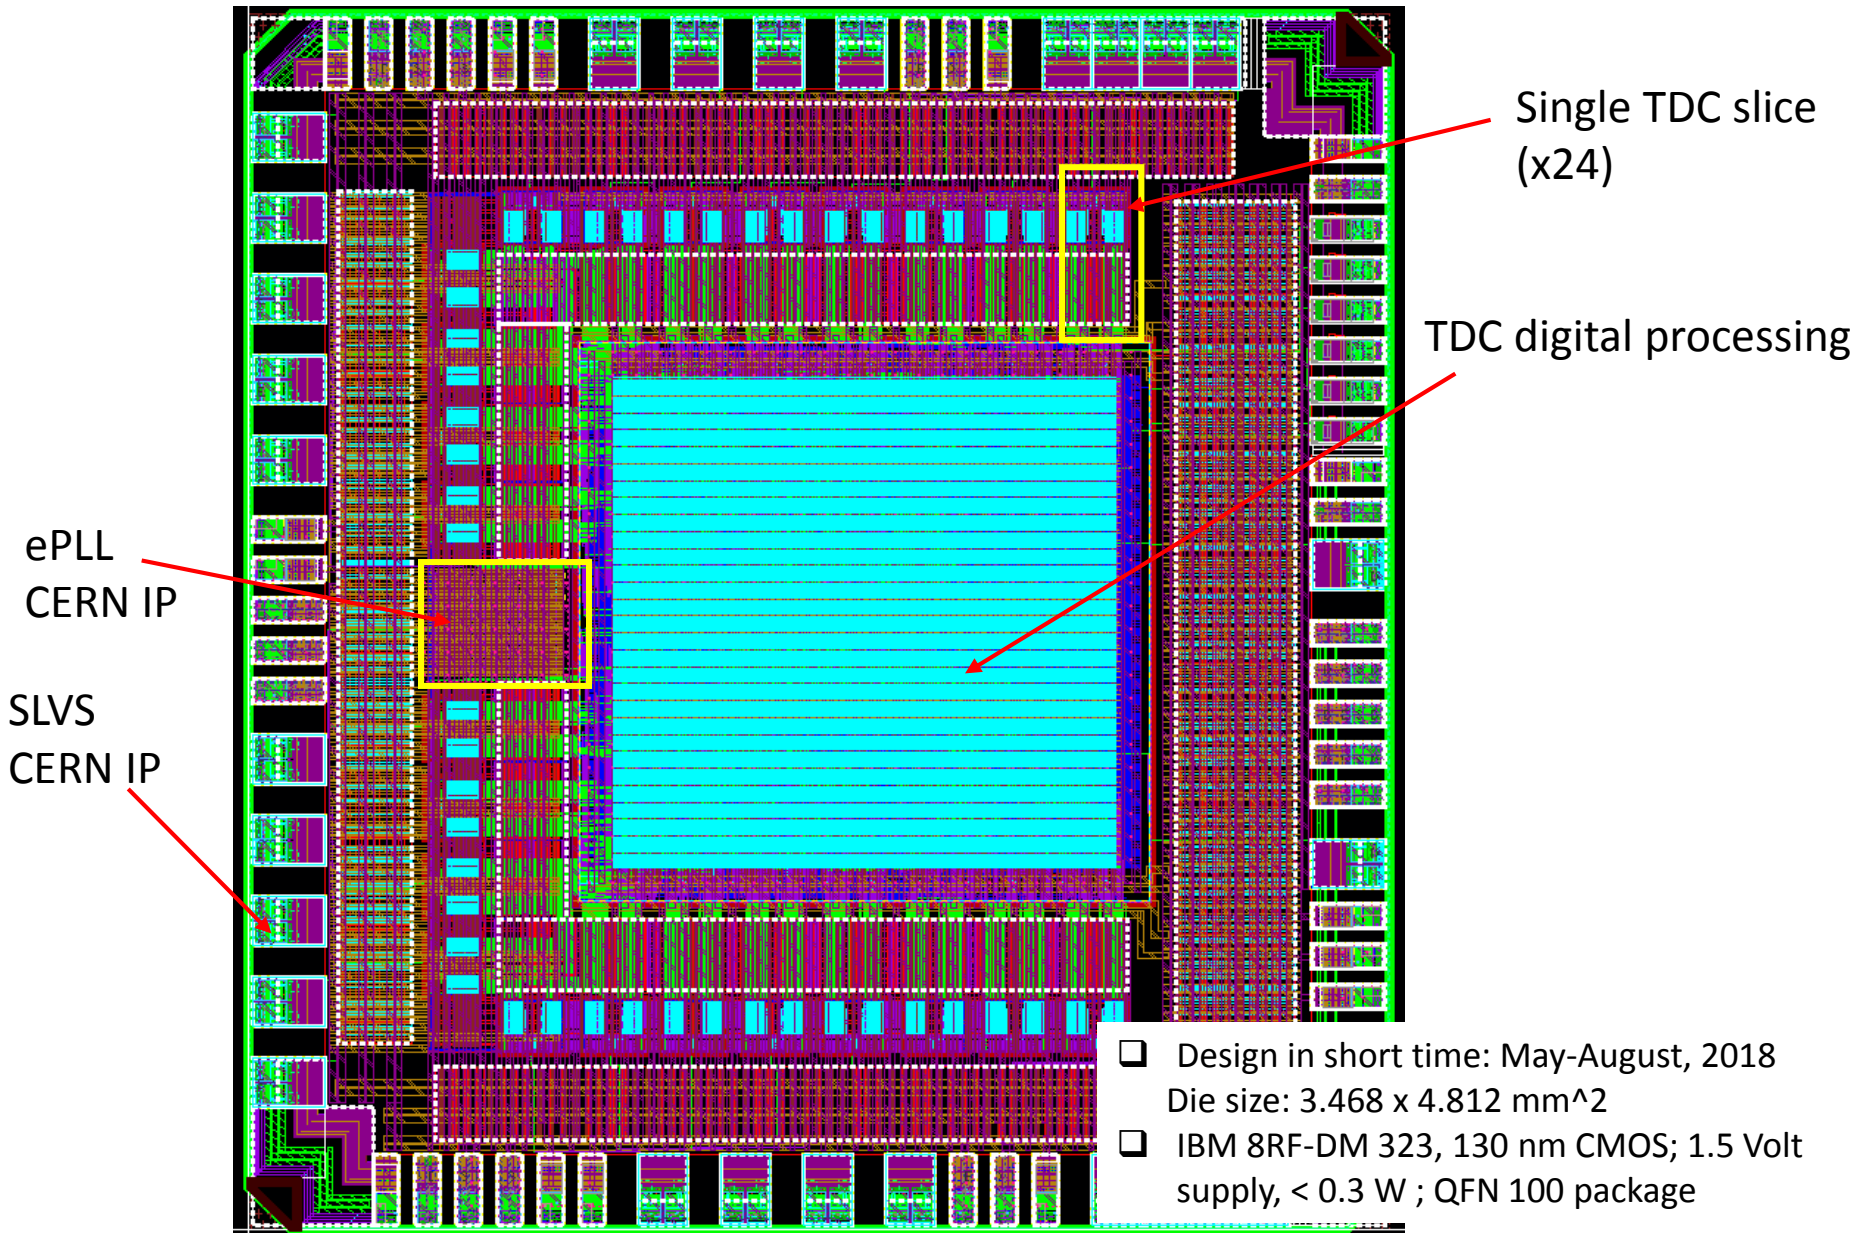 Single TDC slice
(x24)
TDC digital processing
ePLL
CERN IP
SLVS
CERN IP
❑ Design in short time: May-August, 2018
Die size: 3.468 x 4.812 mm^2
❑ IBM 8RF-DM 323, 130 nm CMOS; 1.5 Volt
supply, < 0.3 W ; QFN 100 package